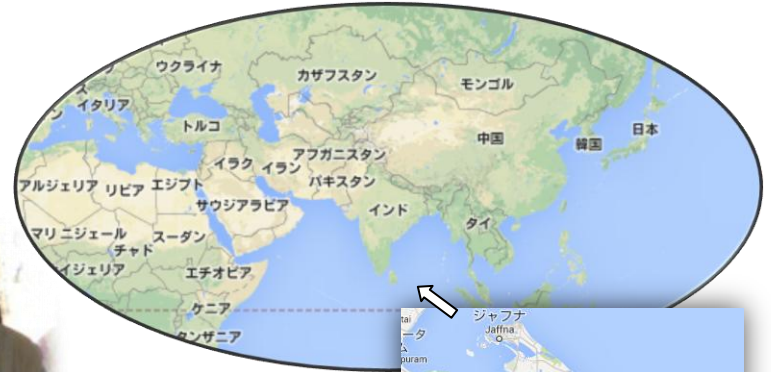 ウクライナ
カザフスタン
モンゴル
イタリア
トルコ
中国
日本
韓国
イラク
イラン
アフガニスタン
パキスタン
アルジェリア
リビア
エジプト
サウジアラビア
インド
タイ
マリ
ニジェール
チャド
スーダン
イジェリア
エチオピア
ケニア
タンザニア
ジャフナ
Jaffna
tai
ータ
ム
puram